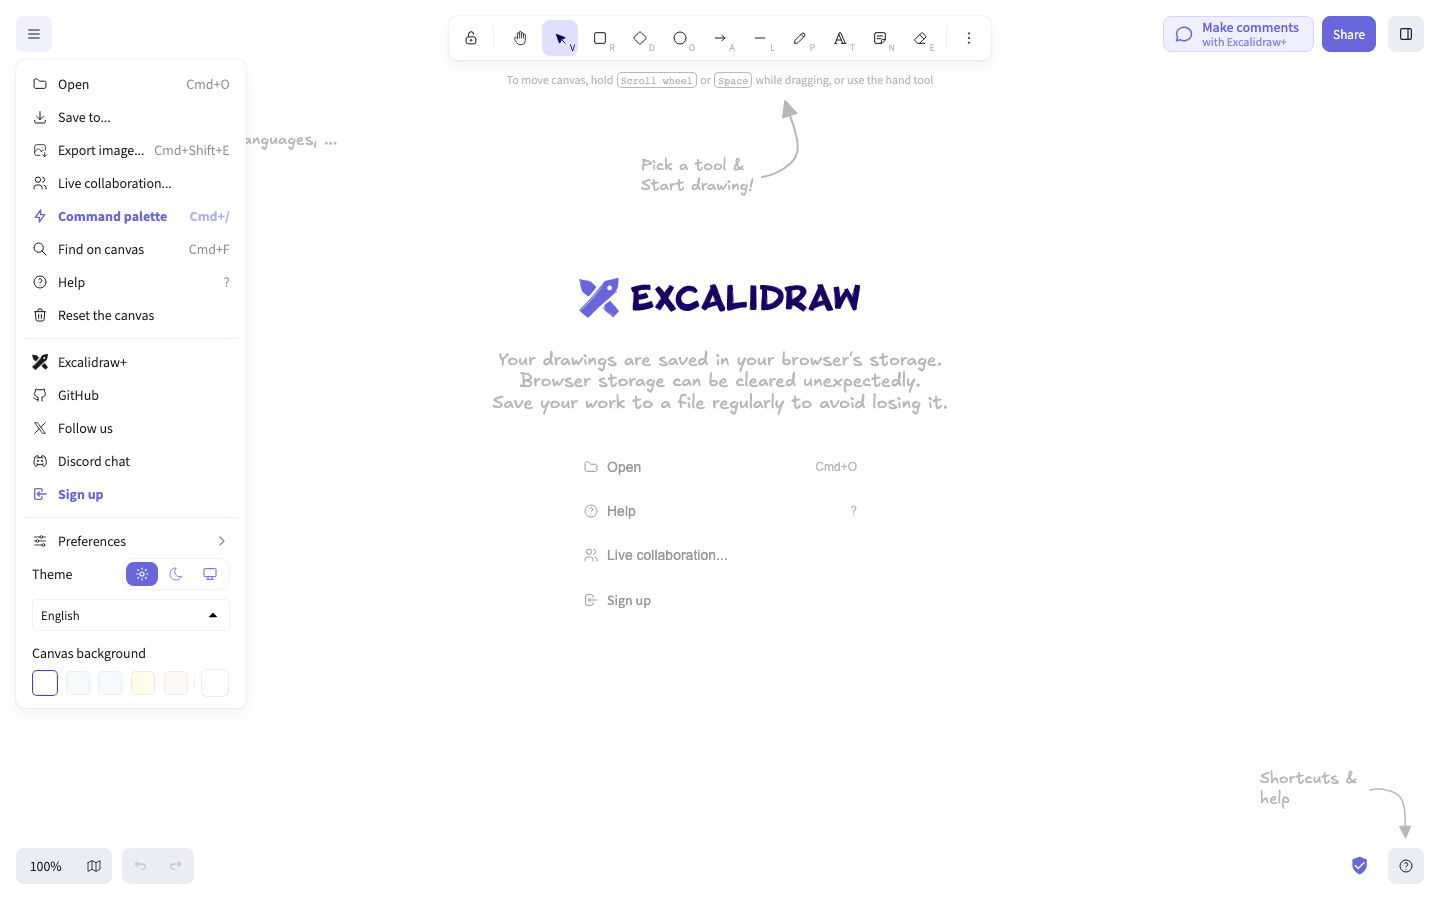 V
R
D
O
A
L
P
T
N
E
Make comments
with Excalidraw+
Share
To move canvas, hold Scroll wheel or Space while dragging, or use the hand tool
Open Cmd+O
Save to...
Export image... Cmd+Shift+E
Live collaboration...
Command palette Cmd+/
Find on canvas Cmd+F
Help ?
Reset the canvas
Excalidraw+
GitHub
Follow us
Discord chat
Sign up
Preferences
Theme
English
Canvas background
anguages, ...
Pick a tool &
Start drawing!
EXCALIDRAW
Your drawings are saved in your browser's storage.
Browser storage can be cleared unexpectedly.
Save your work to a file regularly to avoid losing it.
Open Cmd+O
Help ?
Live collaboration...
Sign up
Shortcuts &
help
100%